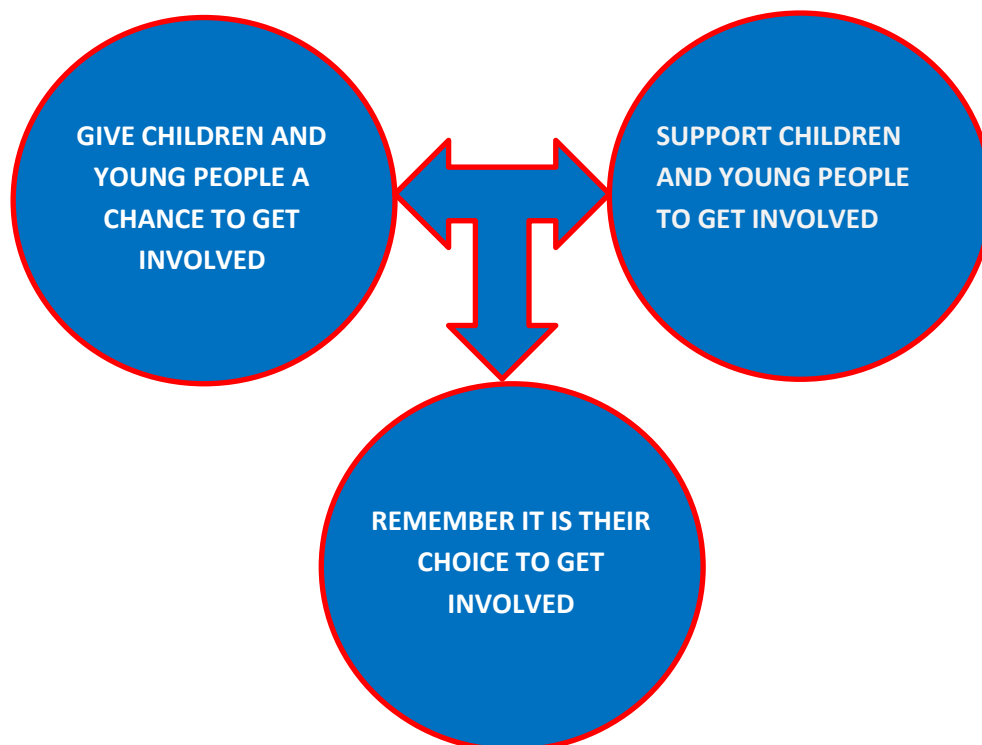 GIVE CHILDREN AND
YOUNG PEOPLE A
CHANCE TO GET
INVOLVED
SUPPORT CHILDREN
AND YOUNG PEOPLE
TO GET INVOLVED
REMEMBER IT IS THEIR
CHOICE TO GET
INVOLVED